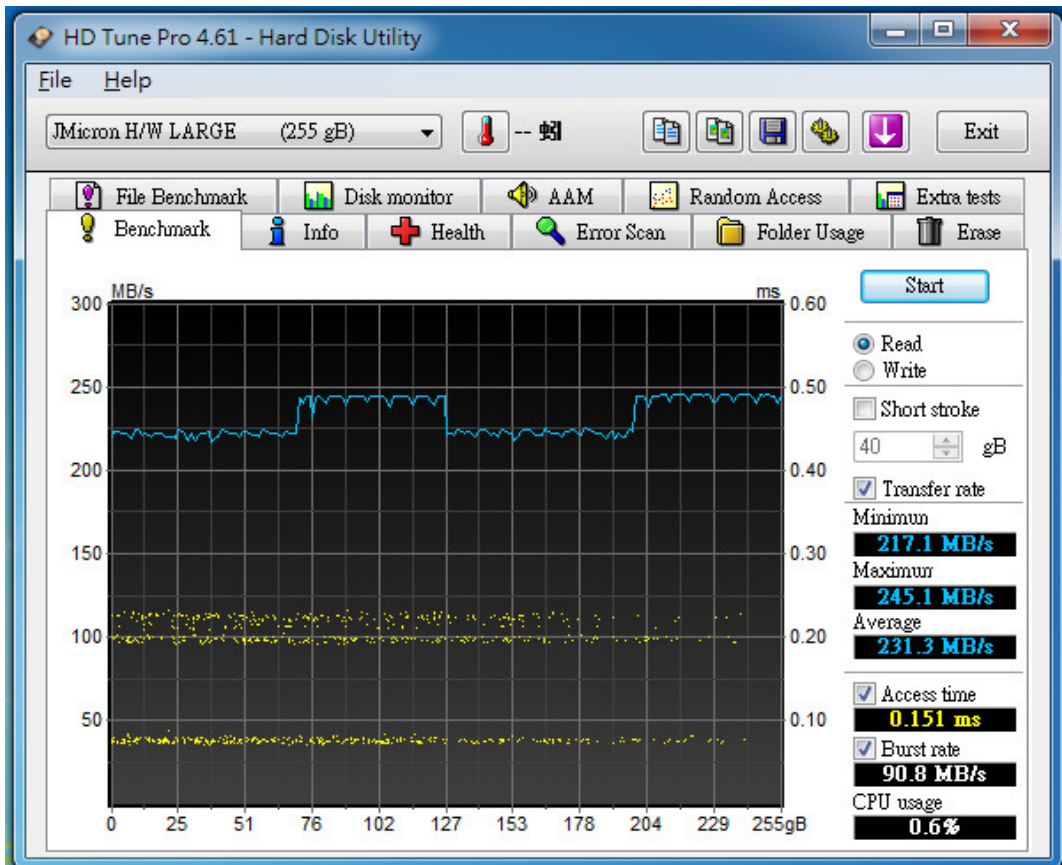 HD Tune Pro 4.61 - Hard Disk Utility
File Help
JMicron H/W LARGE (255 gB)
-- 蚓
Exit
File Benchmark Disk monitor AAM Random Access Extra tests
Benchmark Info Health Error Scan Folder Usage Erase
MB/s ms
300 0.60
250 0.50
200 0.40
150 0.30
100 0.20
50 0.10
0 25 51 76 102 127 153 178 204 229 255gB
Start
Read
Write
Short stroke
40 gB
Transfer rate
Minimun
217.1 MB/s
Maximun
245.1 MB/s
Average
231.3 MB/s
Access time
0.151 ms
Burst rate
90.8 MB/s
CPU usage
0.6%